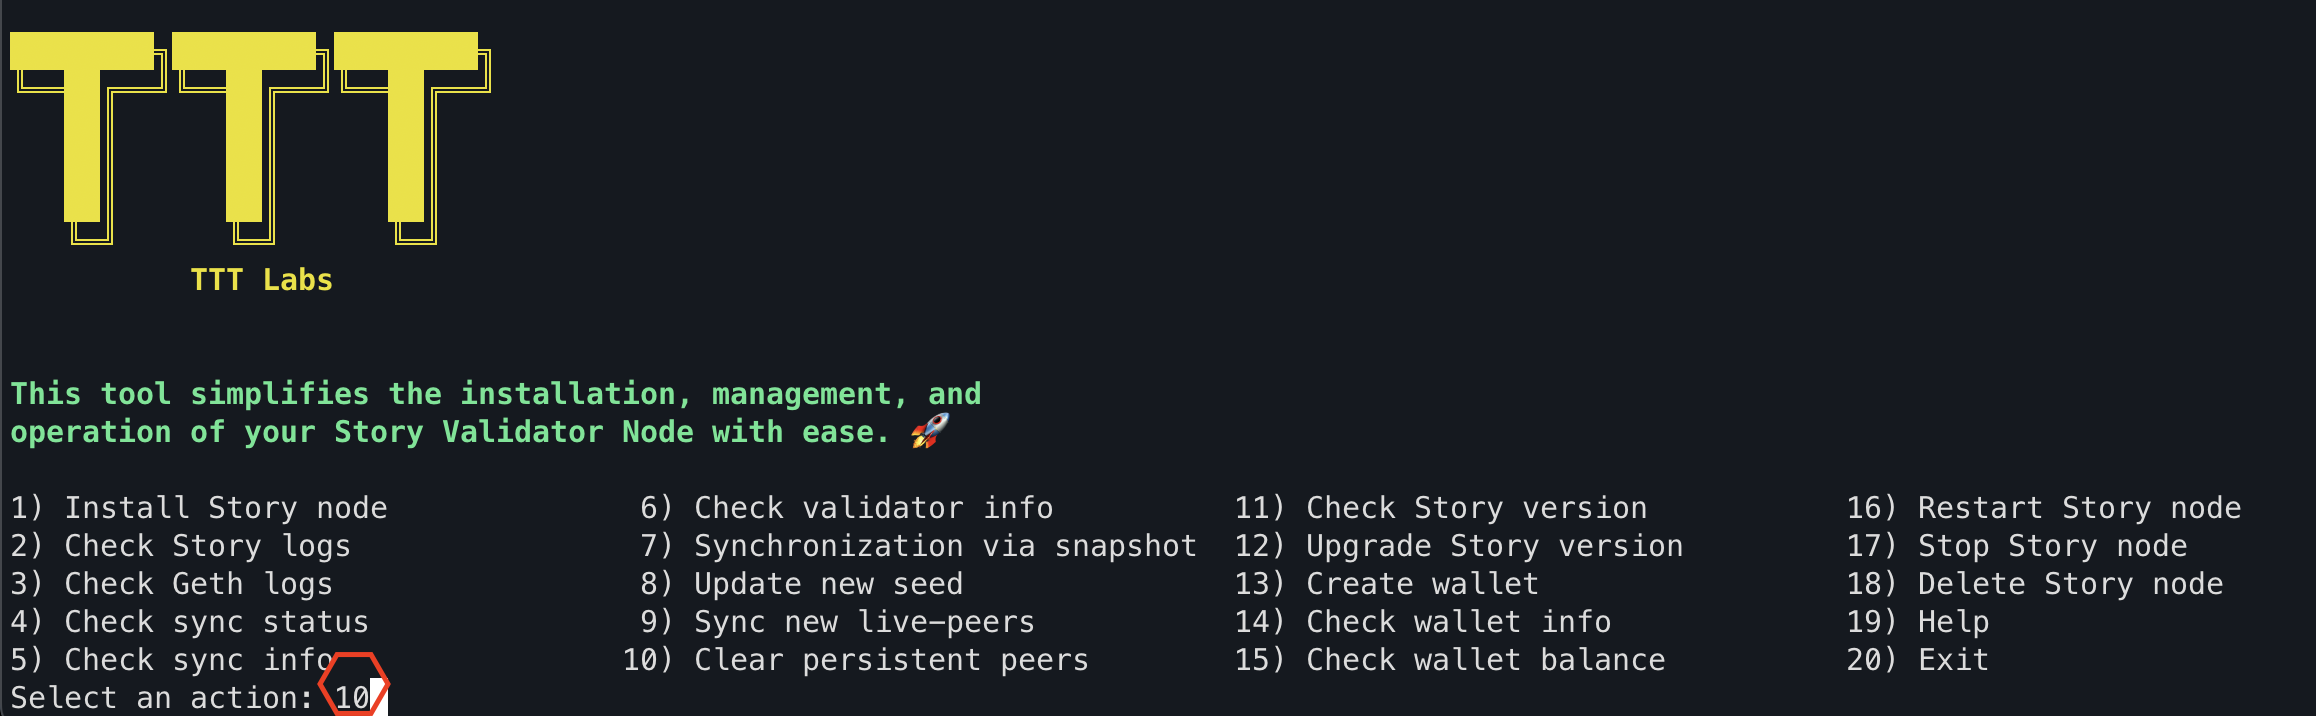 TTT
TTT Labs
This tool simplifies the installation, management, and
operation of your Story Validator Node with ease. 🚀
1) Install Story node 6) Check validator info 11) Check Story version 16) Restart Story node
2) Check Story logs 7) Synchronization via snapshot 12) Upgrade Story version 17) Stop Story node
3) Check Geth logs 8) Update new seed 13) Create wallet 18) Delete Story node
4) Check sync status 9) Sync new live-peers 14) Check wallet info 19) Help
5) Check sync info 10) Clear persistent peers 15) Check wallet balance 20) Exit
Select an action: 10